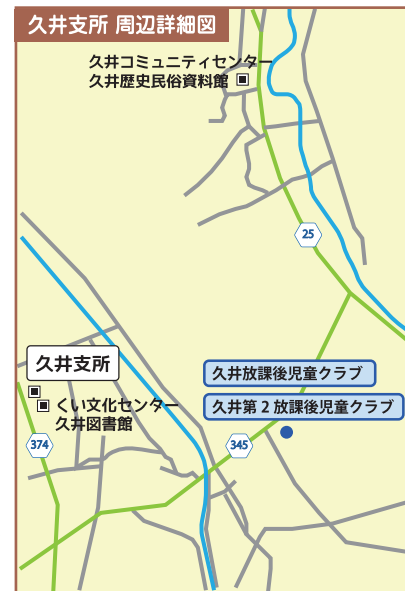 久井支所 周辺詳細図
久井コミュニティセンター
久井歴史民俗資料館
25
久井支所
久井放課後児童クラブ
久井第2放課後児童クラブ
くい文化センター
久井図書館
374
345